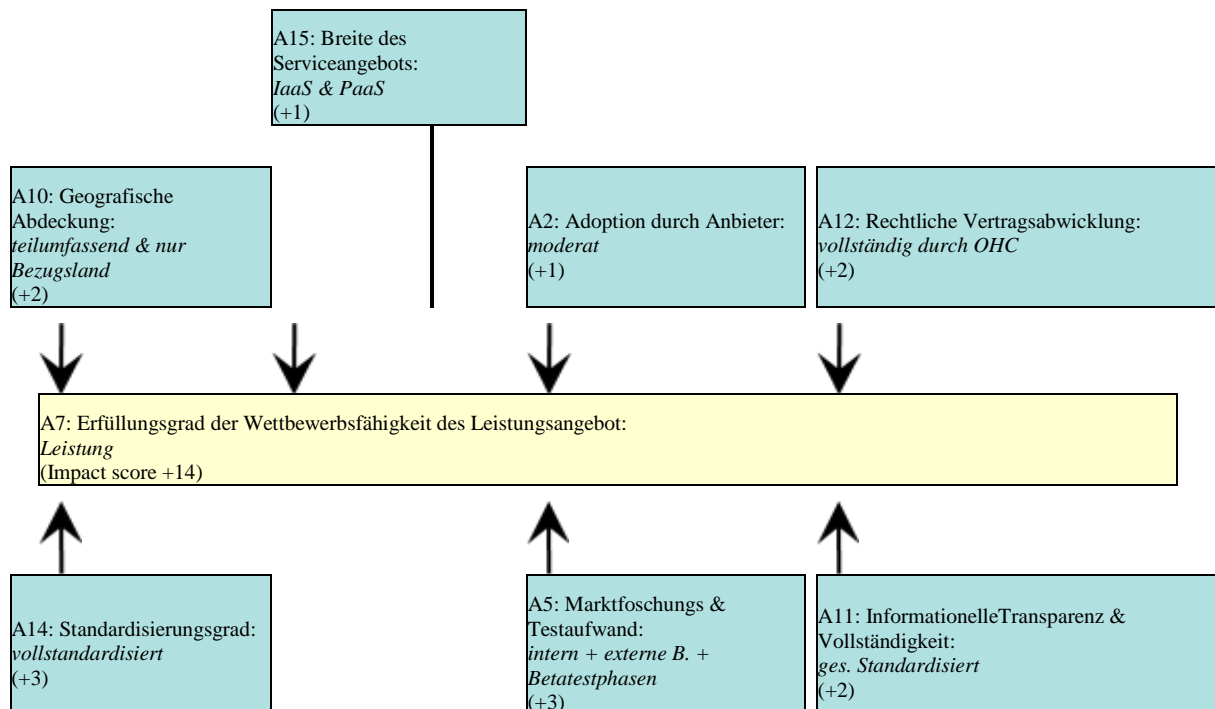 A15: Breite des
Serviceangebots:
IaaS & PaaS
(+1)
A10: Geografische
Abdeckung:
teilumfassend & nur
Bezugsland
(+2)
A2: Adoption durch Anbieter:
moderat
(+1)
A12: Rechtliche Vertragsabwicklung:
vollständig durch OHC
(+2)
A7: Erfüllungsgrad der Wettbewerbsfähigkeit des Leistungsangebot:
Leistung
(Impact score +14)
A14: Standardisierungsgrad:
vollstandardisiert
(+3)
A5: Marktfoschungs &
Testaufwand:
intern + externe B. +
Betatestphasen
(+3)
A11: InformationelleTransparenz &
Vollständigkeit:
ges. Standardisiert
(+2)